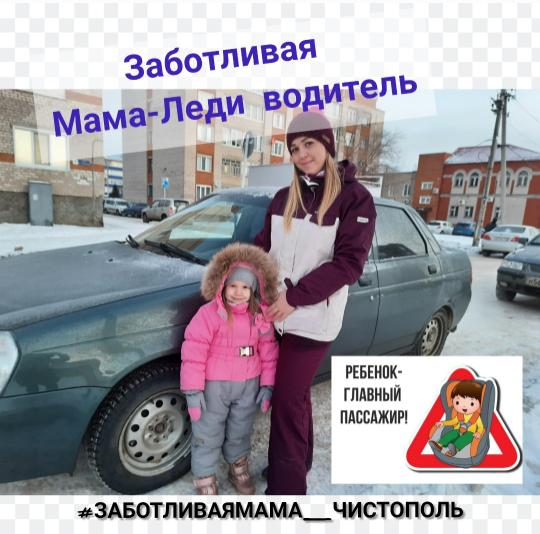 Заботливая
Мама-Леди водитель
РЕБЕНОК-
ГЛАВНЫЙ
ПАССАЖИР!
#ЗАБОТЛИВАЯМАМА__ЧИСТОПОЛЬ